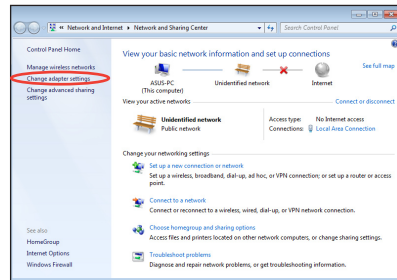 « Network and Internet ▸ Network and Sharing Center
Search Control Panel
Control Panel Home
Manage wireless networks
Change adapter settings
Change advanced sharing
settings
See also
HomeGroup
Internet Options
Windows Firewall
View your basic network information and set up connections
See full map
ASUS-PC
(This computer)
Unidentified network
Internet
View your active networks
Connect or disconnect
Unidentified network
Public network
Access type: No Internet access
Connections: Local Area Connection
Change your networking settings
Set up a new connection or network
Set up a wireless, broadband, dial-up, ad hoc, or VPN connection; or set up a router or access
point.
Connect to a network
Connect or reconnect to a wireless, wired, dial-up, or VPN network connection.
Choose homegroup and sharing options
Access files and printers located on other network computers, or change sharing settings.
Troubleshoot problems
Diagnose and repair network problems, or get troubleshooting information.